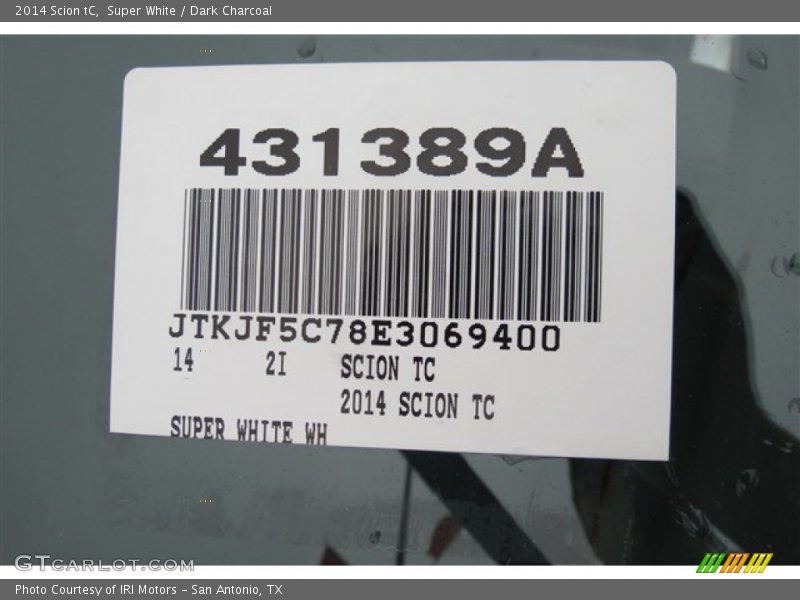 2014 Scion tC,  Super White / Dark Charcoal
431389A
JTKJF5C78E3069400
14 2I SCION TC
2014 SCION TC
SUPER WHITE WH
GTCARLOT.COM
Photo Courtesy of IRI Motors - San Antonio, TX